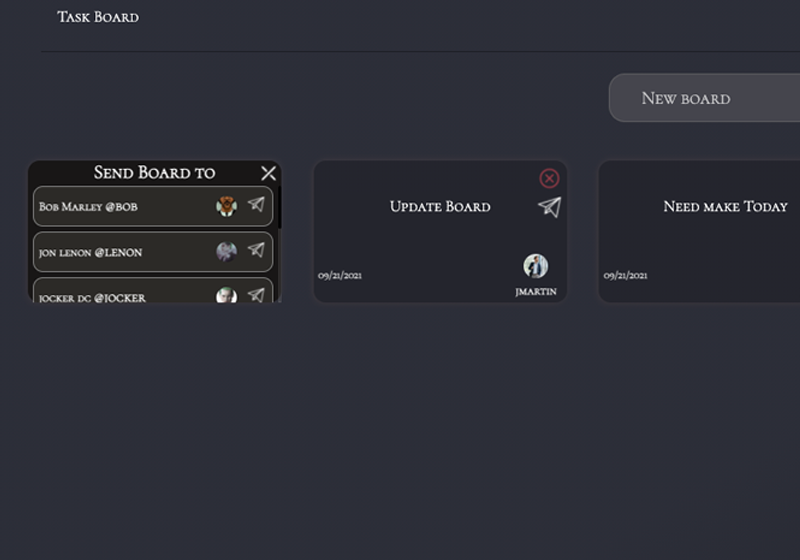 Task Board
New board
Send Board to
Bob Marley @bob
jon lenon @lenon
jocker dc @jocker
Update Board
09/21/2021
jmartin
Need make Today
09/21/2021